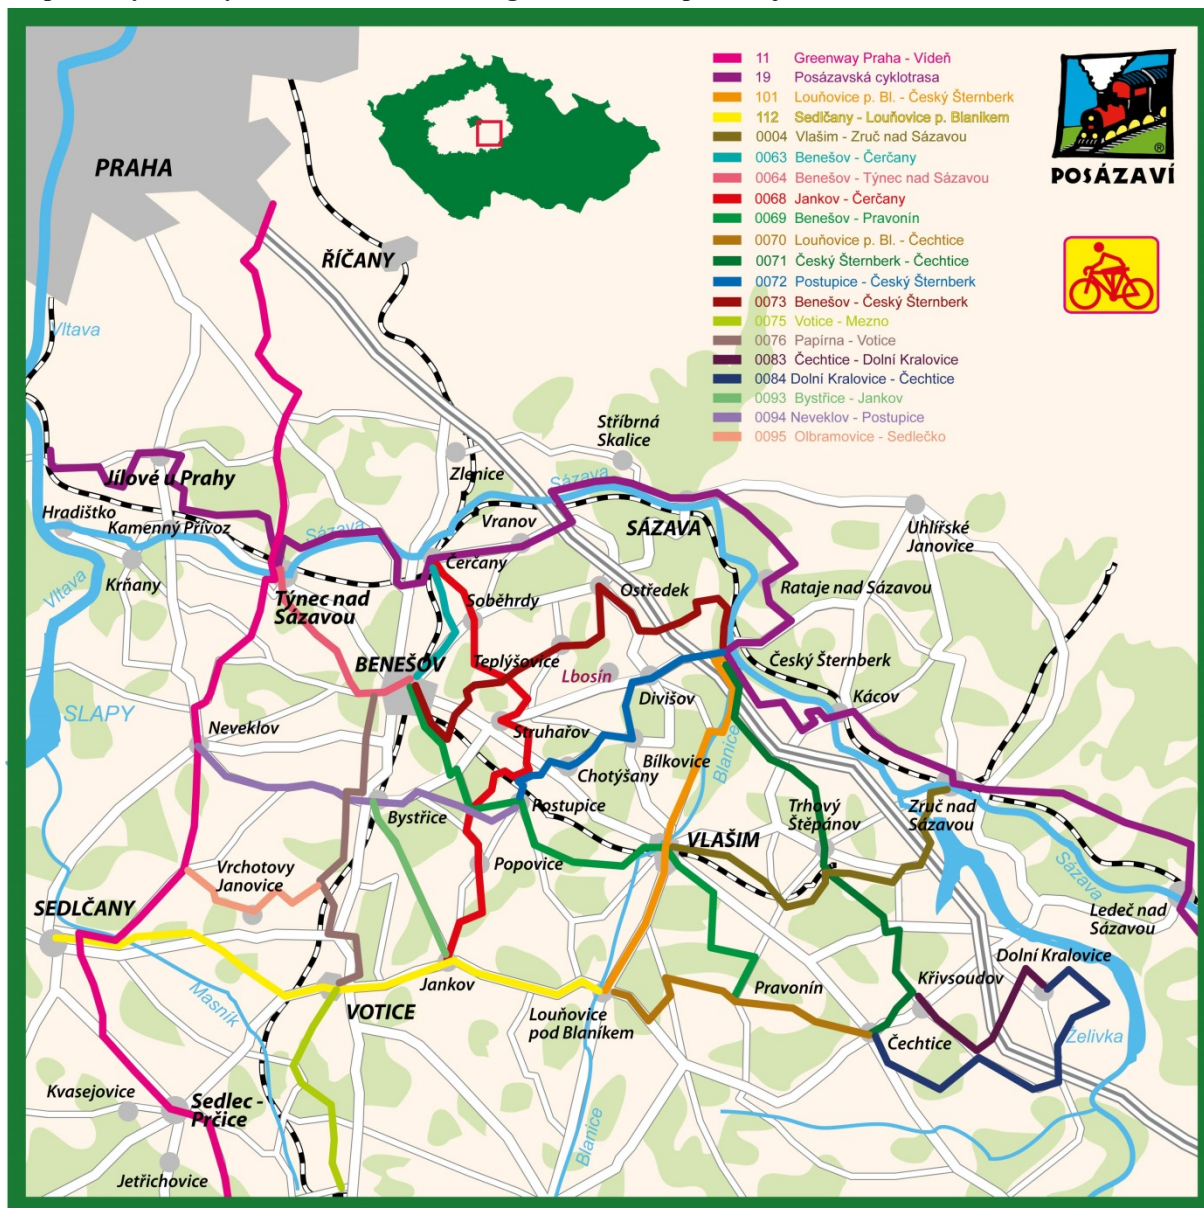 11 Greenway Praha - Vídeň
19 Posázavská cyklotrasa
101 Louňovice p. Bl. - Český Šternberk
112 Sedlčany - Louňovice p. Blaníkem
0004 Vlašim - Zruč nad Sázavou
0063 Benešov - Čerčany
0064 Benešov - Týnec nad Sázavou
0068 Jankov - Čerčany
0069 Benešov - Pravonín
0070 Louňovice p. Bl. - Čechtice
0071 Český Šternberk - Čechtice
0072 Postupice - Český Šternberk
0073 Benešov - Český Šternberk
0075 Votice - Mezno
0076 Papírna - Votice
0083 Čechtice - Dolní Kralovice
0084 Dolní Kralovice - Čechtice
0093 Bystřice - Jankov
0094 Neveklov - Postupice
0095 Olbramovice - Sedlečko
®
POSÁZAVÍ
PRAHA
ŘÍČANY
Vltava
Stříbrná
Skalice
Jílové u Prahy
Zlenice
Sázava
Hradištko
Kamenný Přívoz
Sázava
Vranov
SÁZAVA
Uhlířské
Janovice
Krňany
Vltava
Čerčany
Týnec nad
Sázavou
Soběhrdy
Ostředek
Rataje nad Sázavou
BENEŠOV
Teplýšovice
Lbosín
Český Šternberk
Divišov
Kácov
SLAPY
Neveklov
Struhařov
Chotýšany
Bílkovice
Blanice
Bystřice
Postupice
Trhový
Štěpánov
Zruč nad
Sázavou
VLAŠIM
Vrchotovy
Janovice
Popovice
Sázava
SEDLČANY
Ledeč nad
Sázavou
Dolní Kralovice
Křivsoudov
Mastník
VOTICE
Jankov
Louňovice
pod Blaníkem
Pravonín
Čechtice
Želivka
Kvasejovice
Sedlec -
Prčice
Blanice
Jetřichovice